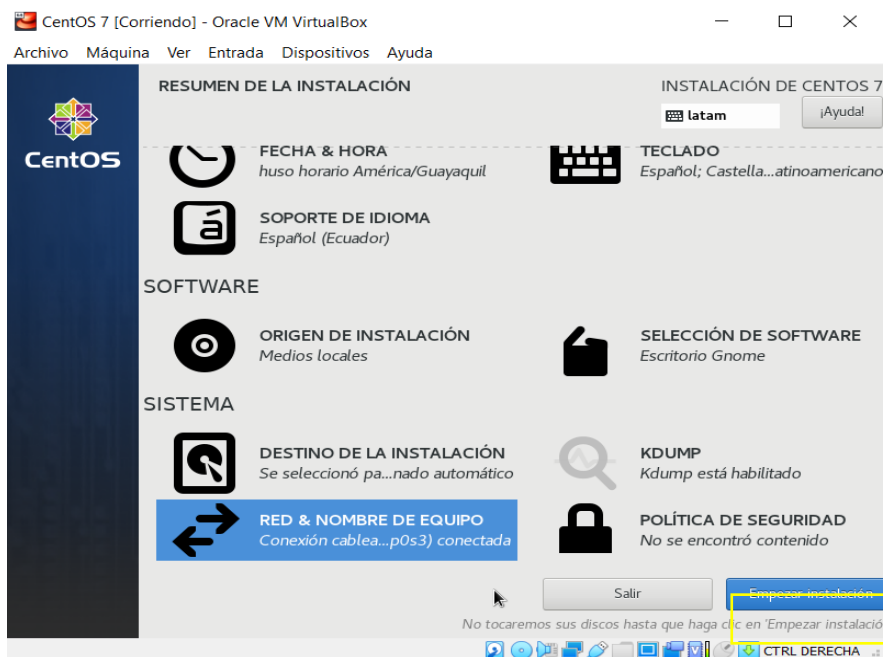 CentOS 7 [Corriendo] - Oracle VM VirtualBox
Archivo Máquina Ver Entrada Dispositivos Ayuda
RESUMEN DE LA INSTALACIÓN
INSTALACIÓN DE CENTOS 7
latam
¡Ayuda!
CentOS
FECHA & HORA
huso horario América/Guayaquil
TECLADO
Español; Castella...atinoamericano
SOPORTE DE IDIOMA
Español (Ecuador)
SOFTWARE
ORIGEN DE INSTALACIÓN
Medios locales
SELECCIÓN DE SOFTWARE
Escritorio Gnome
SISTEMA
DESTINO DE LA INSTALACIÓN
Se seleccionó pa...nado automático
KDUMP
Kdump está habilitado
RED & NOMBRE DE EQUIPO
Conexión cablea...p0s3) conectada
POLÍTICA DE SEGURIDAD
No se encontró contenido
Salir
Empezar instalación
No tocaremos sus discos hasta que haga clic en 'Empezar instalació
CTRL DERECHA